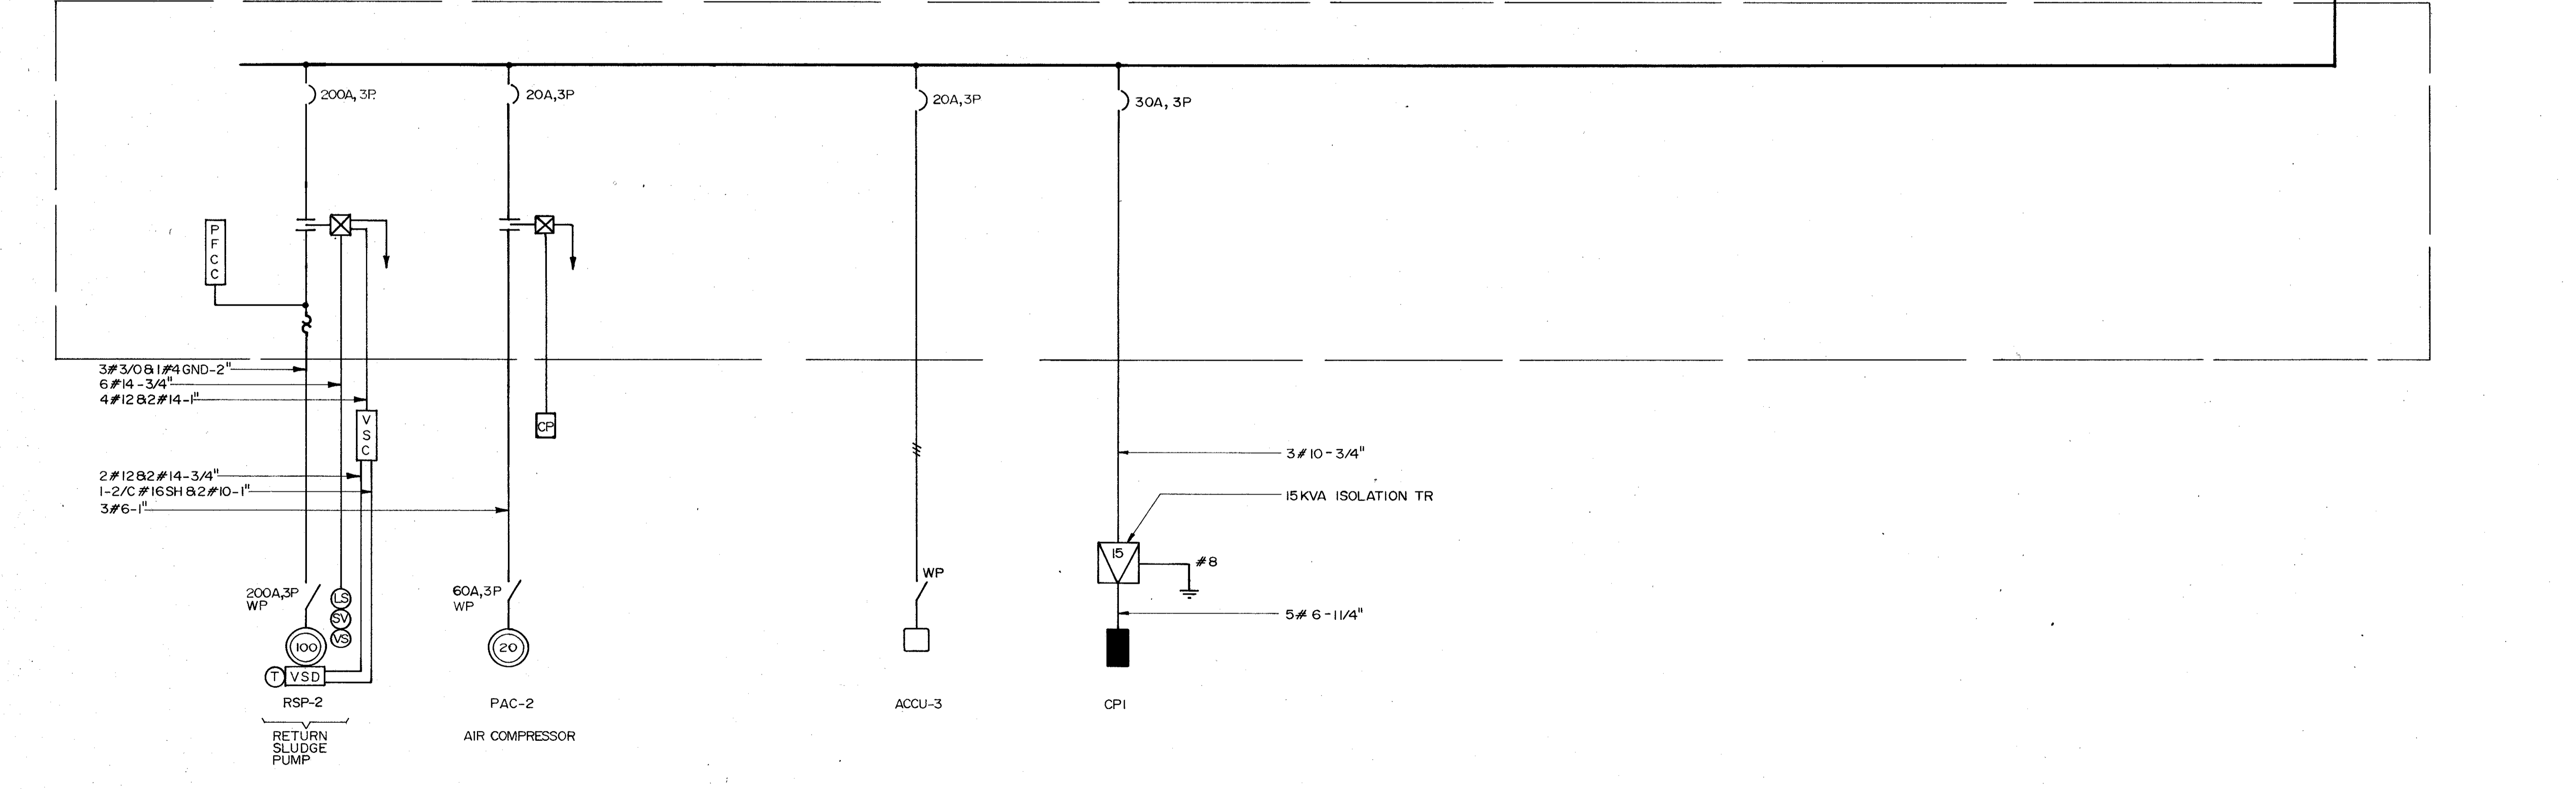 200A, 3P.
20A,3P
20A,3P
30A, 3P
P
F
C
C
3#3/0&1#4GND-2"
6#14-3/4"
4#12&2#14-1"
V
S
C
CP
3#10-3/4"
2#12&2#14-3/4"
1-2/C #16SH &2#10-1"
3#6-1"
15KVA ISOLATION TR
15
#8
WP
200A,3P
WP
LS
SV
VS
60A,3P
WP
5#6-11/4"
100
20
T
VSD
RSP-2
PAC-2
ACCU-3
CP1
RETURN
SLUDGE
PUMP
AIR COMPRESSOR